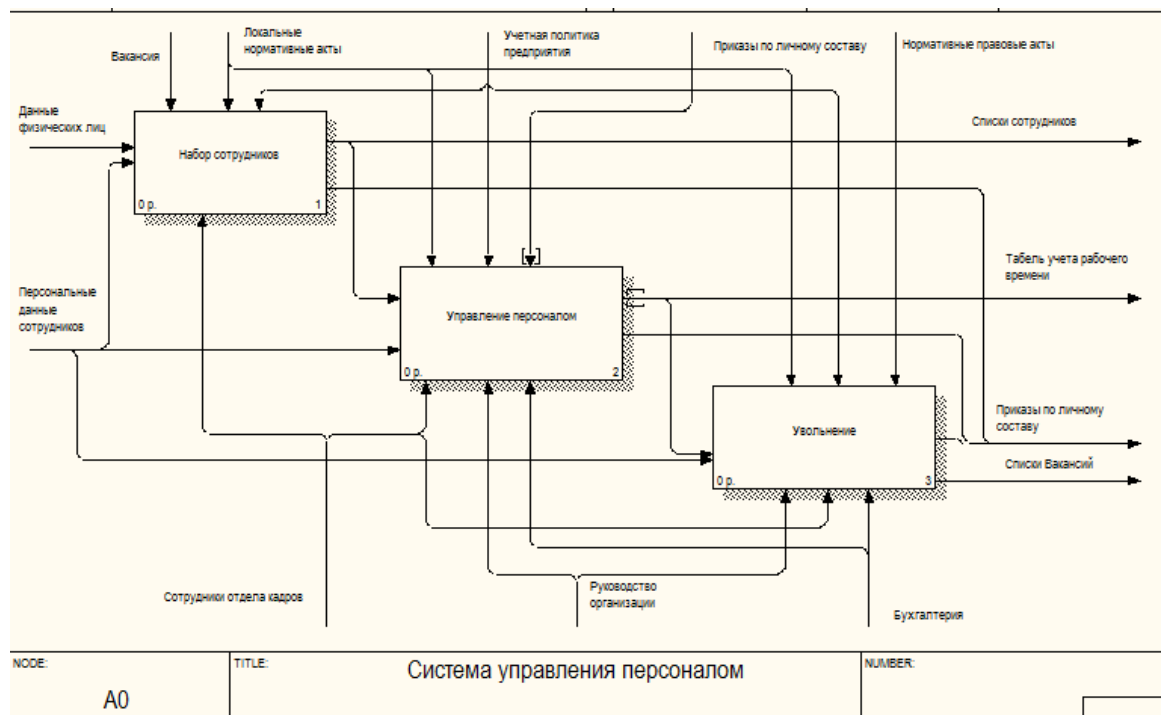 Вакансия
Локальные
нормативные акты
Учетная политика
предприятия
Приказы по личному составу
Нормативные правовые акты
Данные
физических лиц
Списки сотрудников
Набор сотрудников
0 р.
1
Табель учета рабочего
времени
Персональные
данные
сотрудников
Управление персоналом
0 р.
2
Приказы по личному
составу
Увольнение
Списки Вакансий
0 р.
3
Сотрудники отдела кадров
Руководство
организации
Бухгалтерия
NODE:
TITLE:
Система управления персоналом
NUMBER:
A0